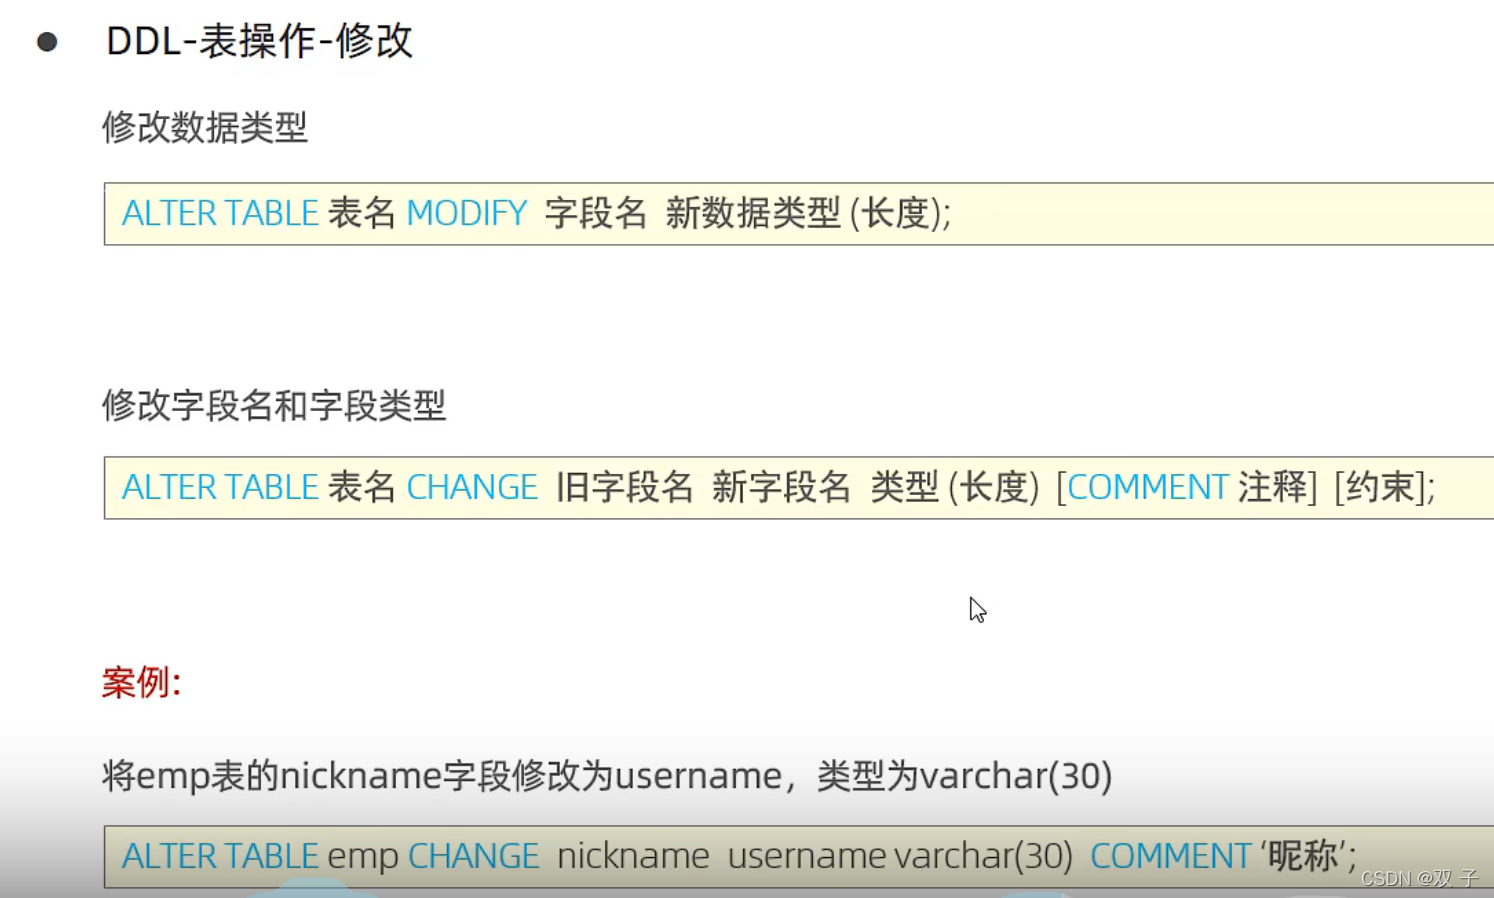 DDL-表操作-修改
修改数据类型
ALTER TABLE 表名 MODIFY 字段名 新数据类型 (长度);
修改字段名和字段类型
ALTER TABLE 表名 CHANGE 旧字段名 新字段名 类型 (长度) [COMMENT 注释] [约束];
案例:
将emp表的nickname字段修改为username，类型为varchar(30)
ALTER TABLE emp CHANGE nickname username varchar(30) COMMENT ‘昵称’;
CSDN @双 子